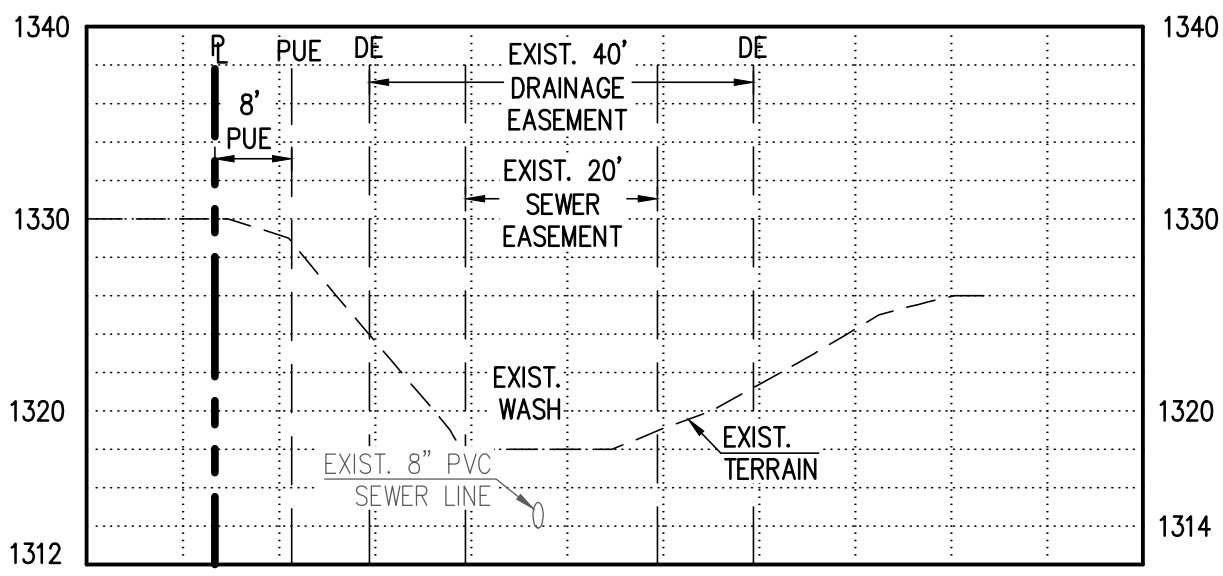 1340
1340
PL PUE DE
EXIST. 40'
DRAINAGE
EASEMENT
DE
8'
PUE
EXIST. 20'
SEWER
EASEMENT
1330
1330
EXIST.
WASH
1320
1320
EXIST.
TERRAIN
EXIST. 8" PVC
SEWER LINE
1312
1314